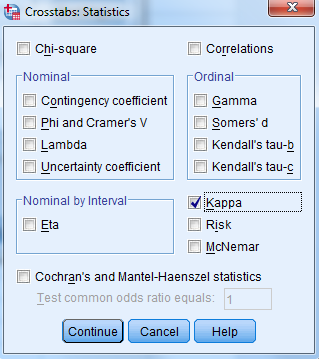 Crosstabs: Statistics
Chi-square
Correlations
Nominal
Contingency coefficient
Phi and Cramer's V
Lambda
Uncertainty coefficient
Ordinal
Gamma
Somers' d
Kendall's tau-b
Kendall's tau-c
Nominal by Interval
Eta
Kappa
Risk
McNemar
Cochran's and Mantel-Haenszel statistics
Test common odds ratio equals: 1
Continue Cancel Help